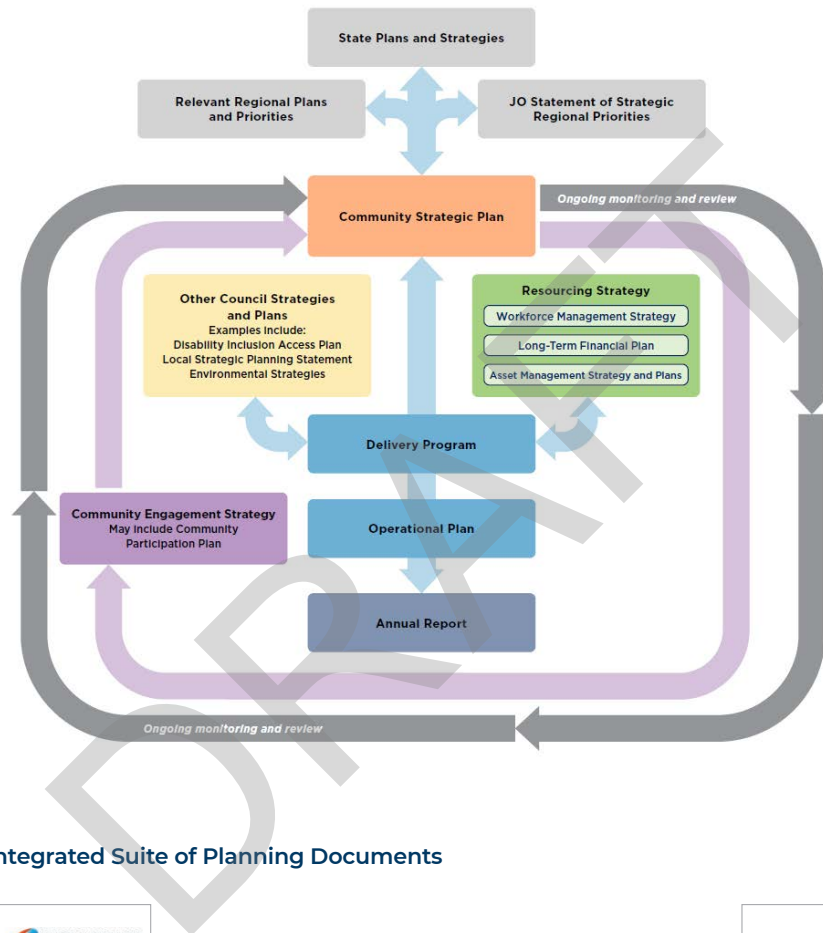 State Plans and Strategies
Relevant Regional Plans
and Priorities
JO Statement of Strategic
Regional Priorities
Community Strategic Plan
Ongoing monitoring and review
Other Council Strategies
and Plans
Examples Include:
Disability Inclusion Access Plan
Local Strategic Planning Statement
Environmental Strategies
Resourcing Strategy
Workforce Management Strategy
Long-Term Financial Plan
Asset Management Strategy and Plans
Delivery Program
Community Engagement Strategy
May Include Community
Participation Plan
Operational Plan
Annual Report
Ongoing monitoring and review
DRAFT
ntegrated Suite of Planning Documents